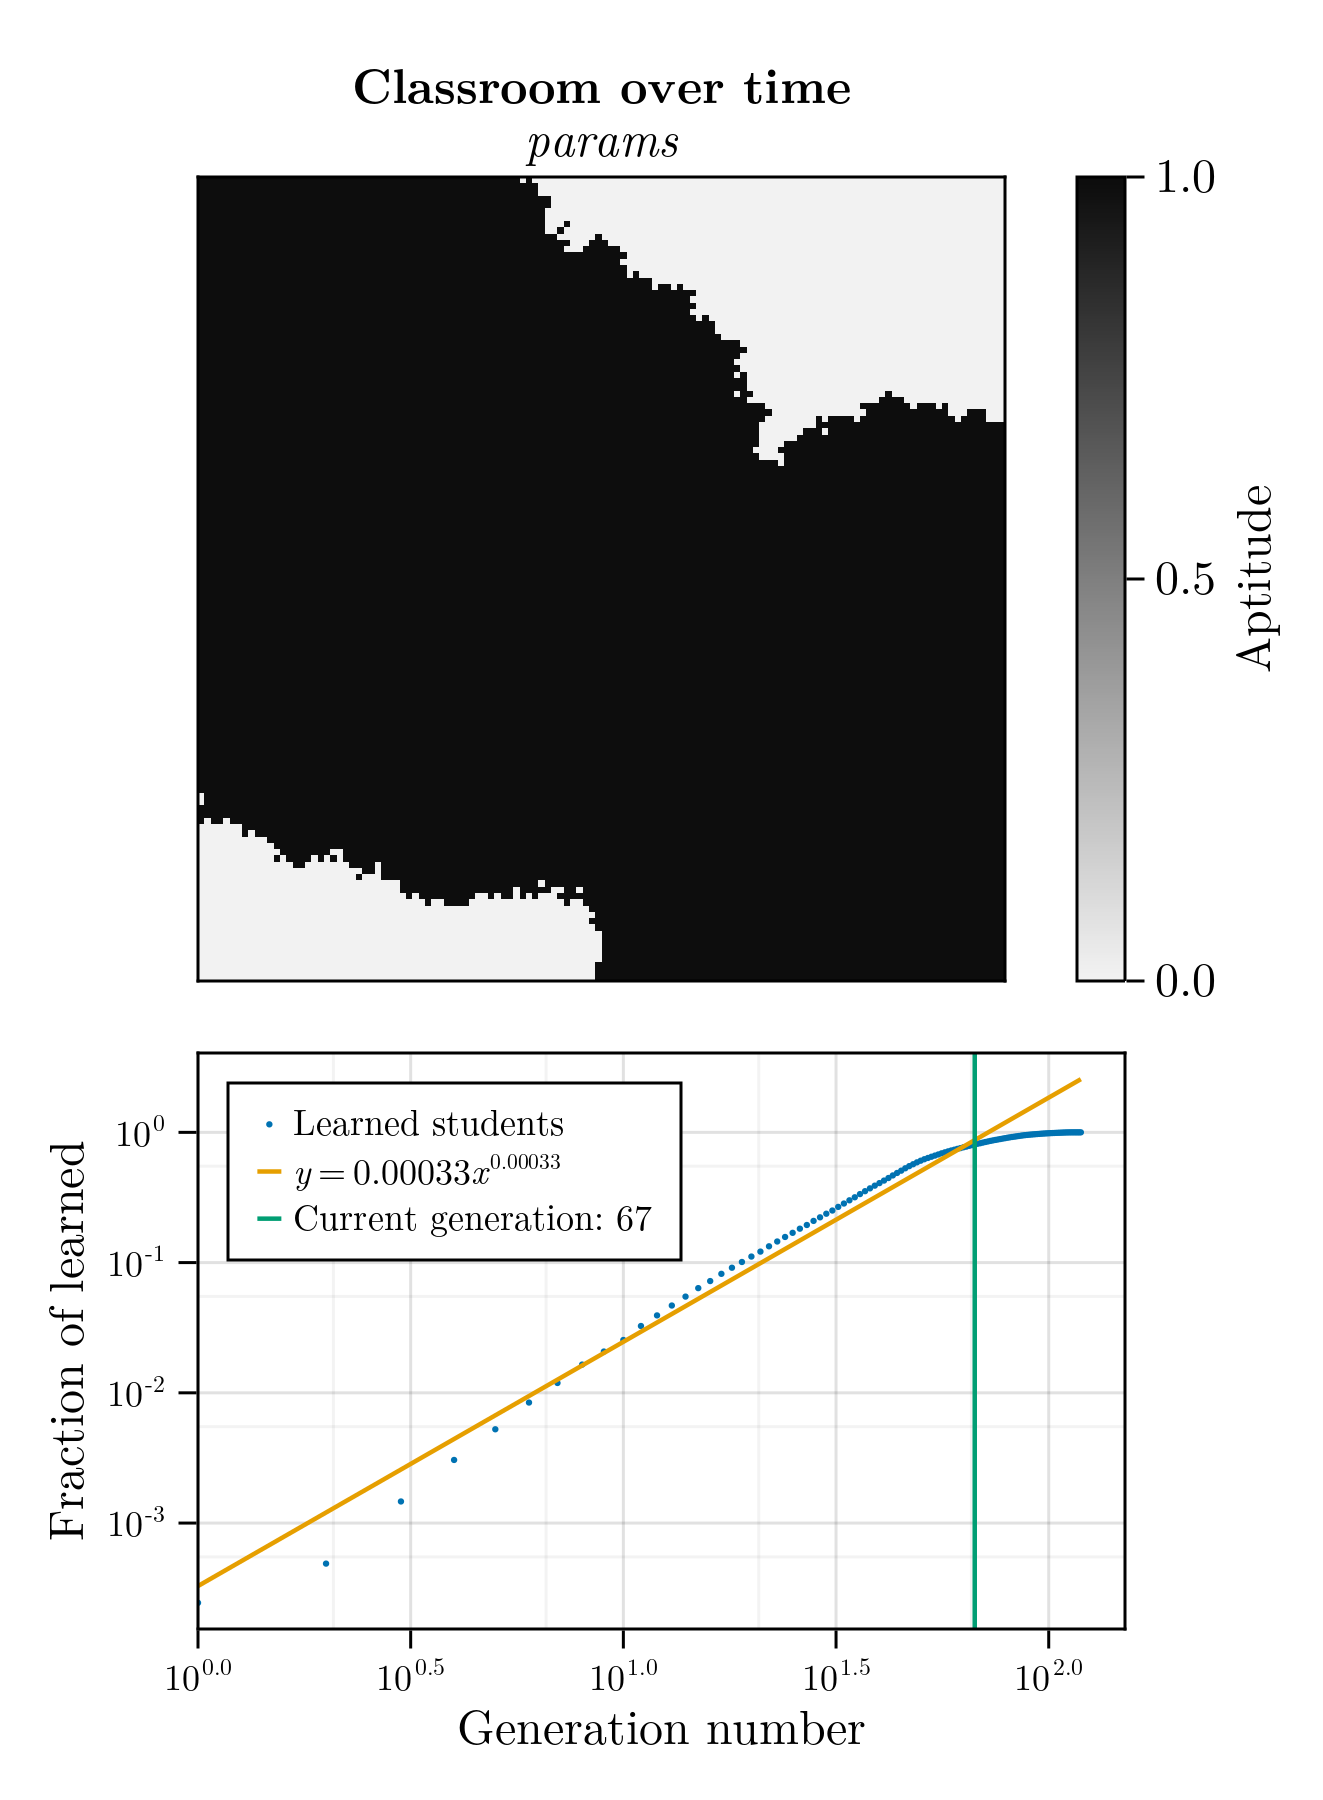 Classroom over time
params
1.0
0.5
0.0
Aptitude
Learned students
y = 0.00033x^0.00033
Current generation: 67
10^0
10^-1
10^-2
10^-3
Fraction of learned
10^0.0 10^0.5 10^1.0 10^1.5 10^2.0
Generation number